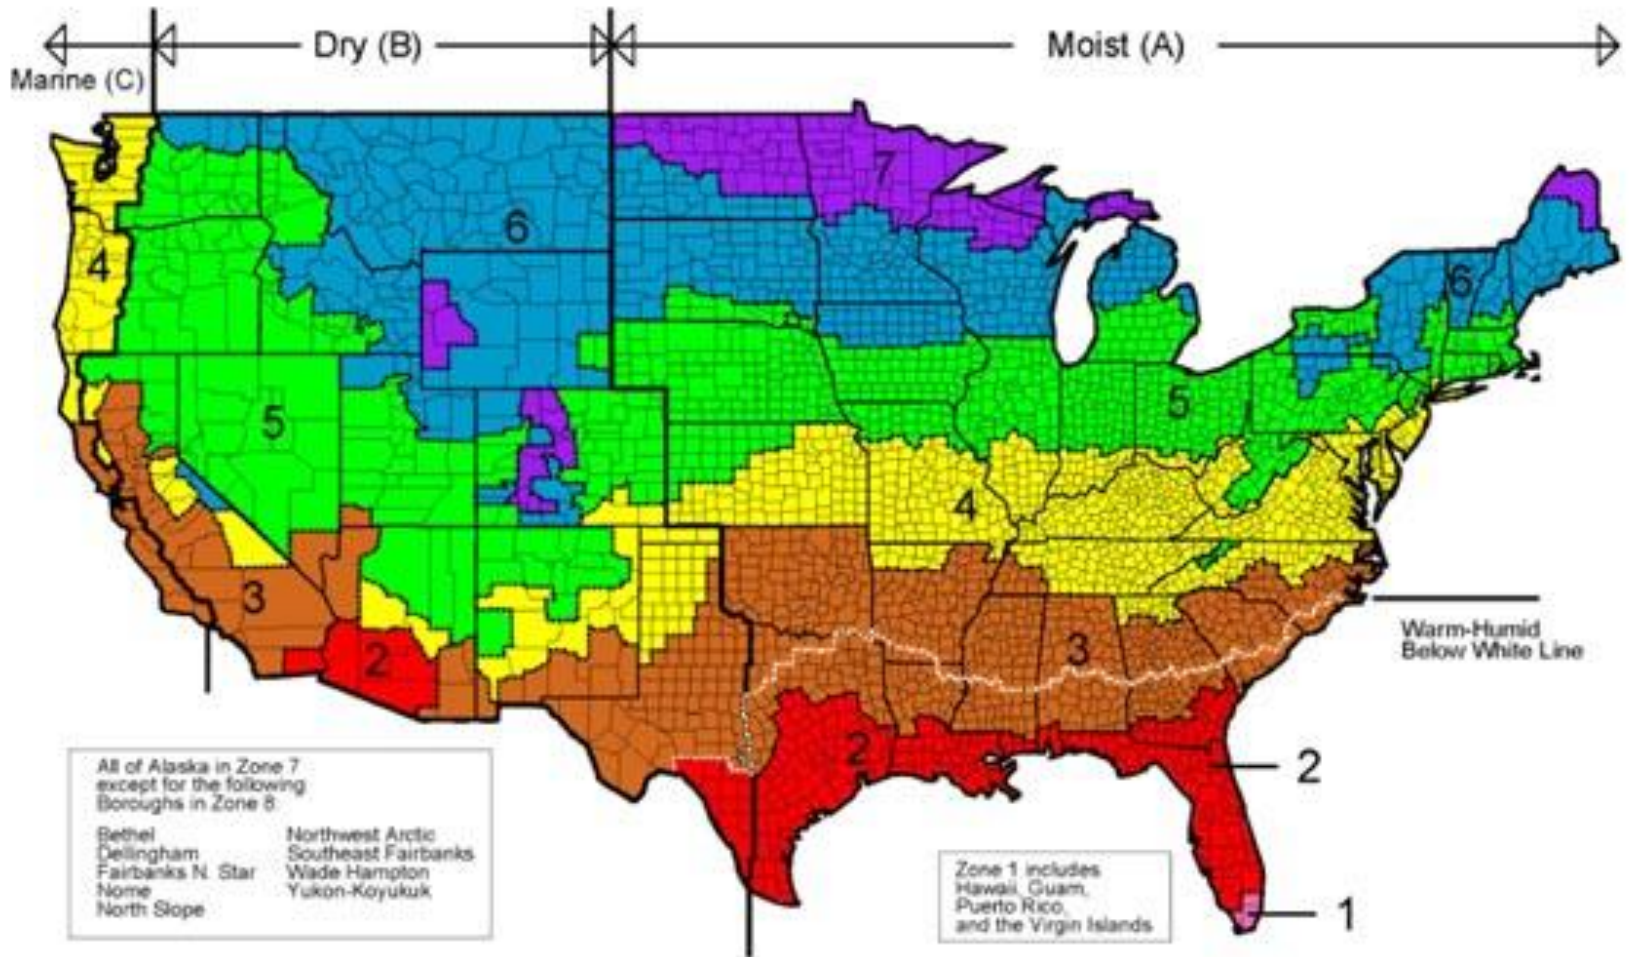 Dry (B)
Moist (A)
Marine (C)
7
6
4
6
5
5
4
3
3
2
2
2
1
Warm-Humid
Below White Line
All of Alaska in Zone 7
except for the following
Boroughs in Zone 8
Bethel
Northwest Arctic
Dellingham
Southeast Fairbanks
Fairbanks N. Star
Wade Hampton
Nome
Yukon-Koyukuk
North Slope
Zone 1 includes
Hawaii, Guam,
Puerto Rico,
and the Virgin Islands